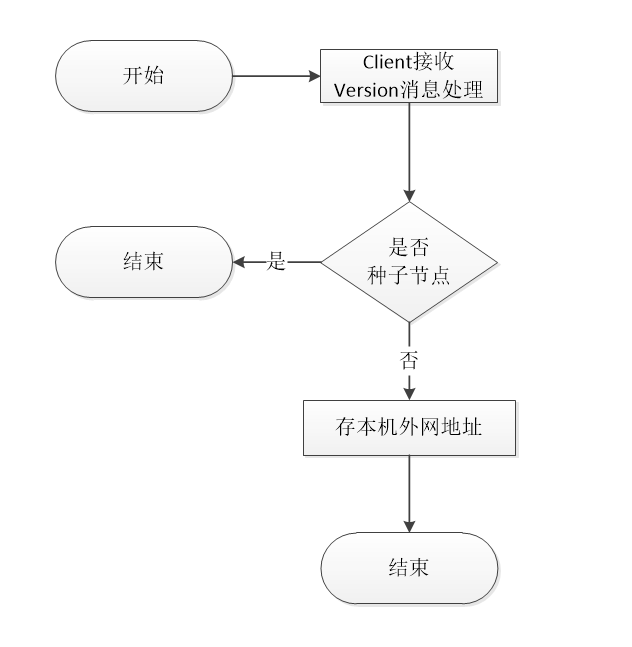 开始
Client接收
Version消息处理
是否
种子节点
是
结束
否
存本机外网地址
结束